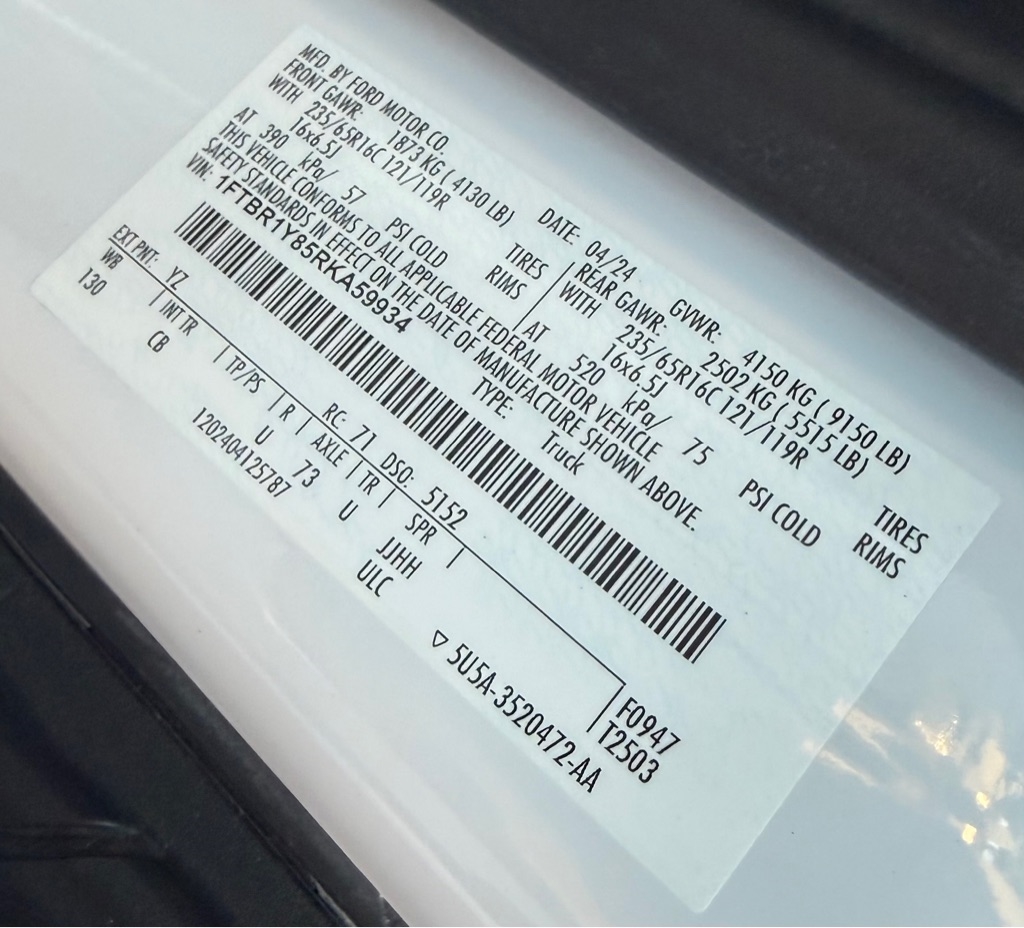 MFD. BY FORD MOTOR CO. DATE: 04/24 GVWR: 4150 KG ( 9150 LB)
FRONT GAWR: 1873 KG ( 4130 LB) REAR GAWR: 2502 KG ( 5515 LB)
WITH 235/65R16C 121/119R TIRES WITH 235/65R16C 121/119R TIRES
16x6.5J RIMS 16x6.5J RIMS
AT 390 kPa/ 57 PSI COLD AT 520 kPa/ 75 PSI COLD
THIS VEHICLE CONFORMS TO ALL APPLICABLE FEDERAL MOTOR VEHICLE
SAFETY STANDARDS IN EFFECT ON THE DATE OF MANUFACTURE SHOWN ABOVE.
VIN: 1FTBR1Y85RKA59934 TYPE: Truck
EXT PNT: YZ RC: 71 DSO: 5152 F0947
WB INT TR TP/PS R AXLE TR SPR T2503
130 CB U 73 U JJHH
1202404125787 ULC
▽ 5U5A-3520472-AA